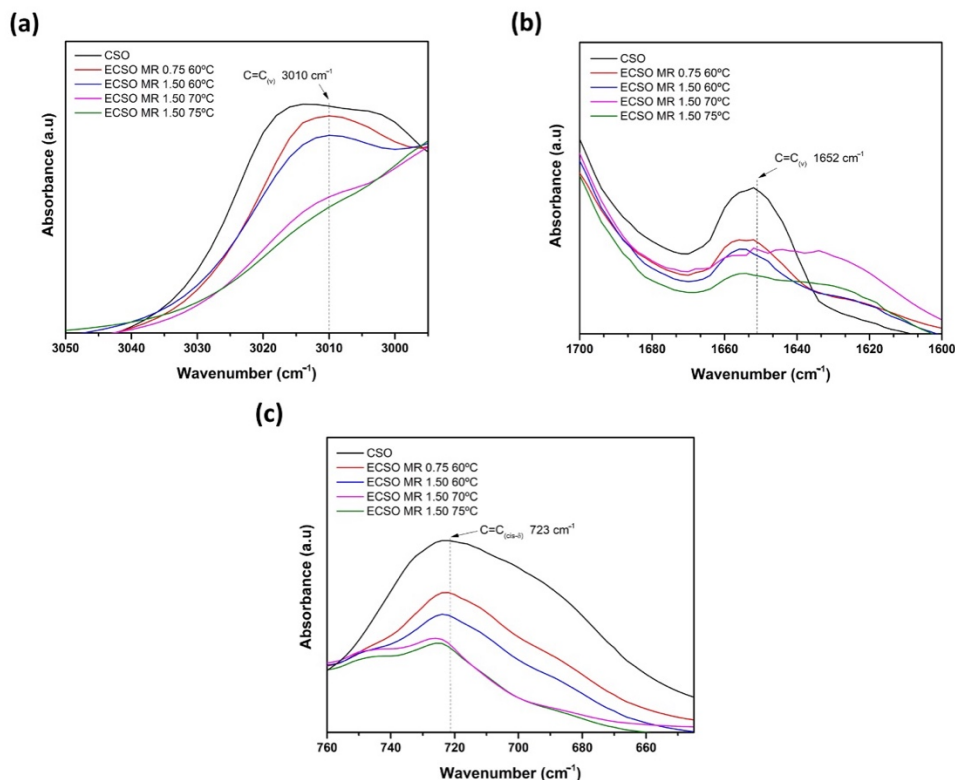 (a)
CSO
ECSO MR 0.75 60ºC
ECSO MR 1.50 60ºC
ECSO MR 1.50 70ºC
ECSO MR 1.50 75ºC
C=C(ν) 3010 cm⁻¹
Absorbance (a.u)
3050 3040 3030 3020 3010 3000
Wavenumber (cm⁻¹)
(b)
CSO
ECSO MR 0.75 60ºC
ECSO MR 1.50 60ºC
ECSO MR 1.50 70ºC
ECSO MR 1.50 75ºC
C=C(ν) 1652 cm⁻¹
Absorbance (a.u)
1700 1680 1660 1640 1620 1600
Wavenumber (cm⁻¹)
(c)
CSO
ECSO MR 0.75 60ºC
ECSO MR 1.50 60ºC
ECSO MR 1.50 70ºC
ECSO MR 1.50 75ºC
C=C(cis-δ) 723 cm⁻¹
Absorbance (a.u)
760 740 720 700 680 660
Wavenumber (cm⁻¹)